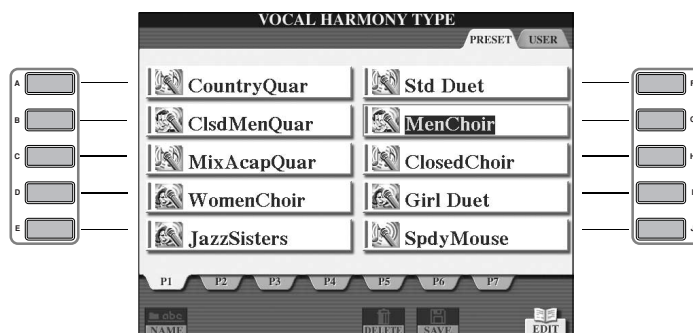 VOCAL HARMONY TYPE
PRESET USER
A CountryQuar Std Duet
B ClsdMenQuar MenChoir
C MixAcapQuar ClosedChoir
D WomenChoir Girl Duet
E JazzSisters SpdyMouse J
P1 P2 P3 P4 P5 P6 P7
abc
NAME DELETE SAVE EDIT